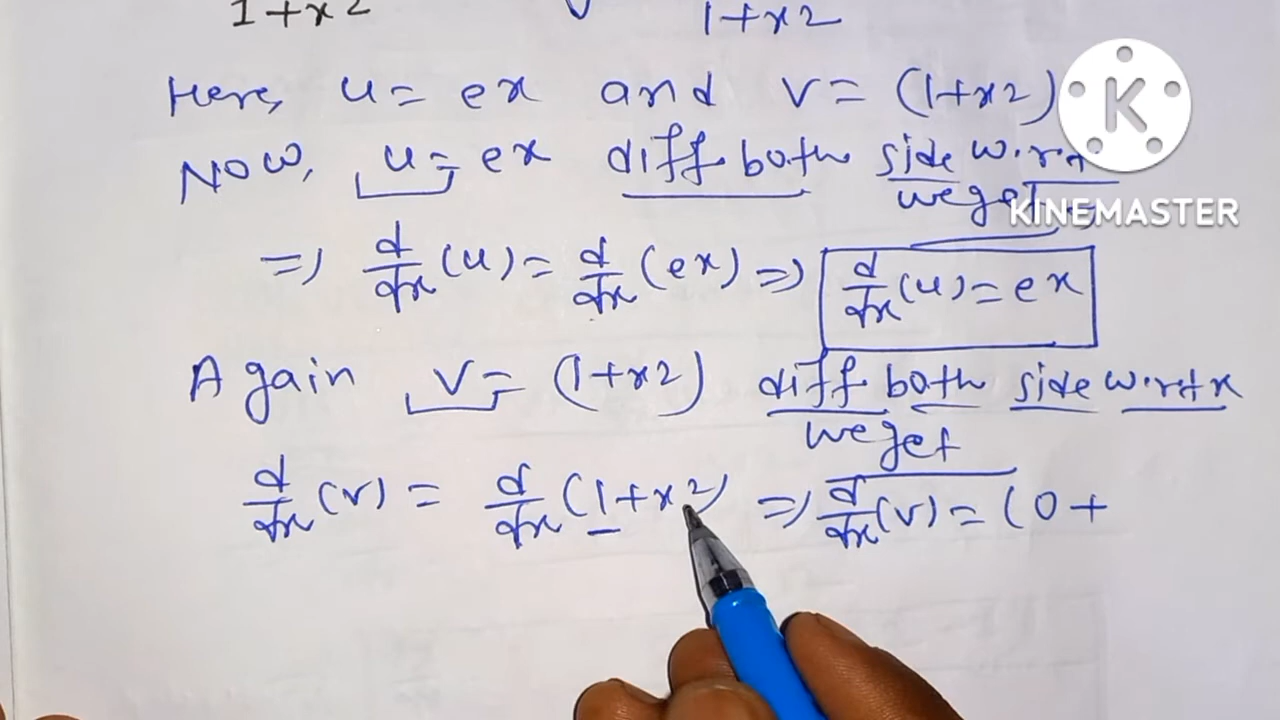 1+x2 v 1+x2
Here, u= ex and v= (1+x2)
K
Now, u= ex diff both side w.r.t
we get
KINEMASTER
=> d/dx (u) = d/dx (ex) => d/dx (u) = ex
Again v= (1+x2) diff both side w.r.t x
we get
d/dx (v) = d/dx (1+x2) => d/dx (v) = (0+